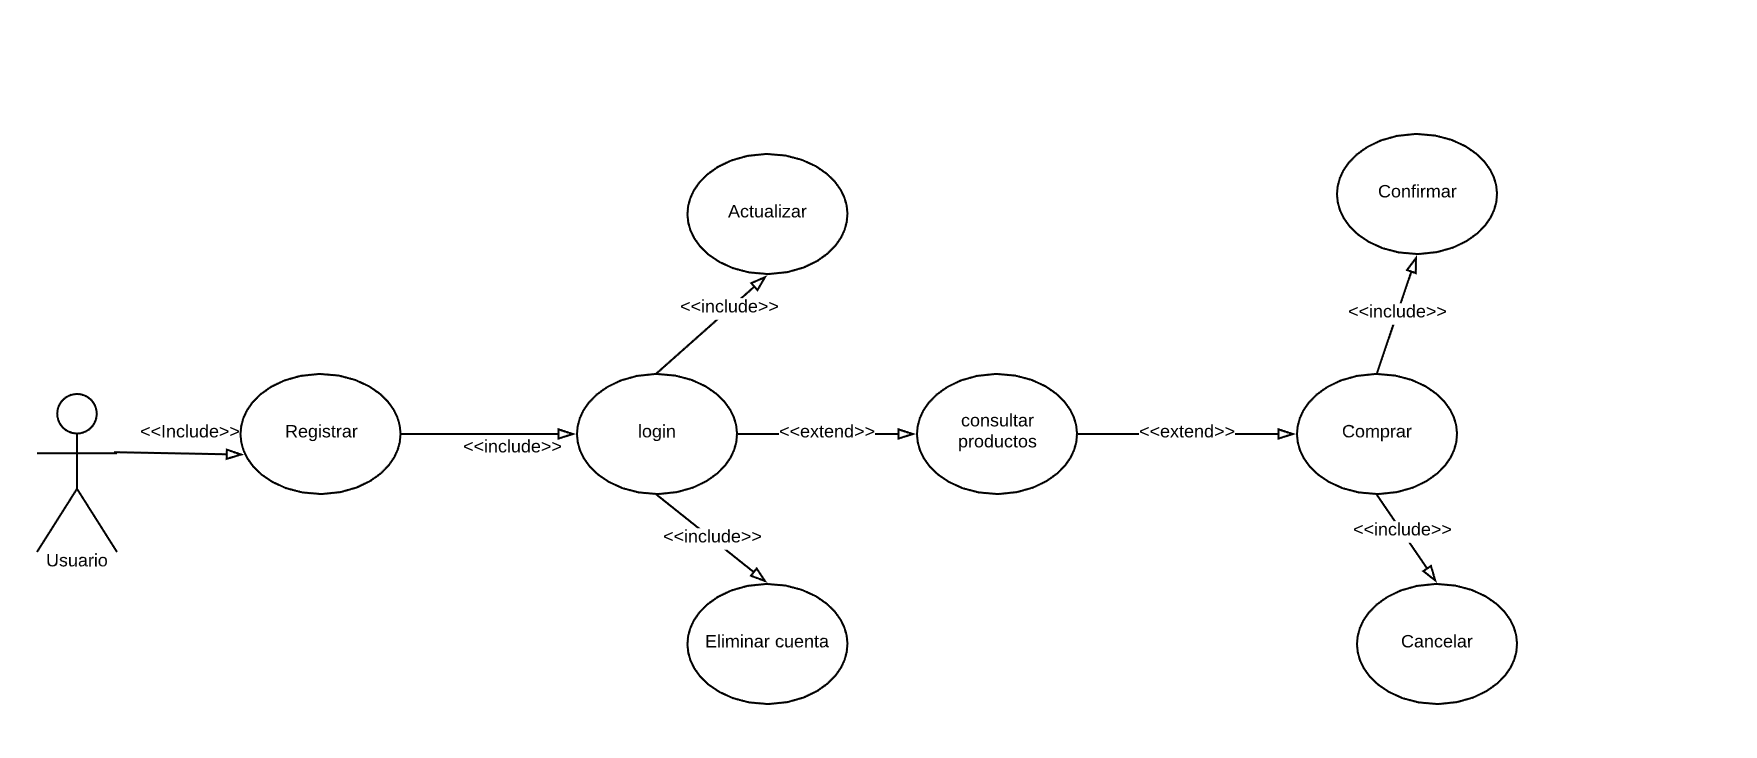 Confirmar
Actualizar
<<include>>
<<include>>
<<Include>>
Registrar
<<include>>
login
<<extend>>
consultar
productos
<<extend>>
Comprar
Usuario
<<include>>
<<include>>
Eliminar cuenta
Cancelar